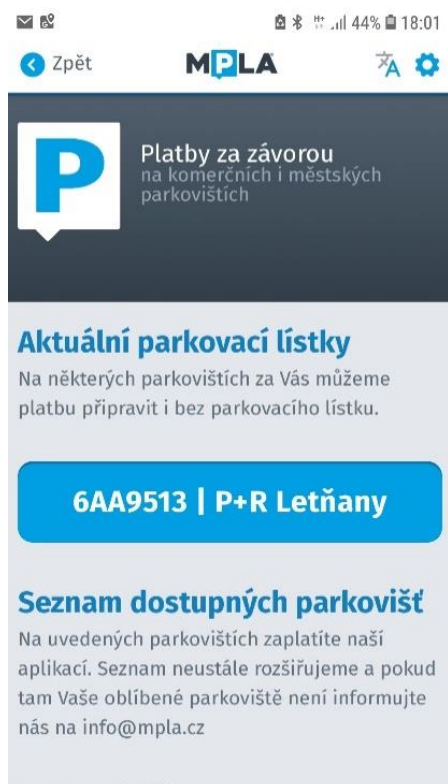 44% 18:01
Zpět
MPLA
Platby za závorou
na komerčních i městských
parkovištích
Aktuální parkovací lístky
Na některých parkovištích za Vás můžeme
platbu připravit i bez parkovacího lístku.
6AA9513 | P+R Letňany
Seznam dostupných parkovišť
Na uvedených parkovištích zaplatíte naší
aplikací. Seznam neustále rozšiřujeme a pokud
tam Vaše oblíbené parkoviště není informujte
nás na info@mpla.cz